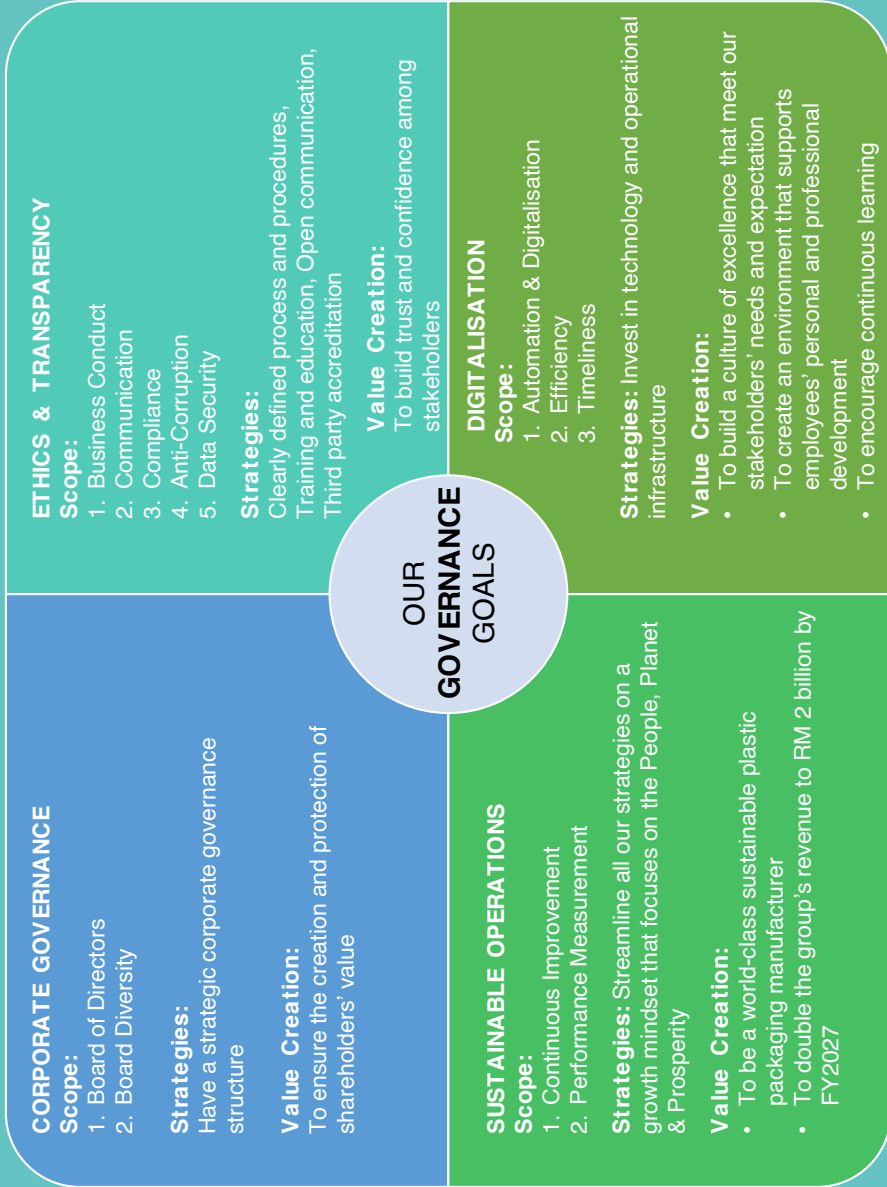 CORPORATE GOVERNANCE
Scope:
1. Board of Directors
2. Board Diversity
Strategies:
Have a strategic corporate governance
structure
Value Creation:
To ensure the creation and protection of
shareholders' value
ETHICS & TRANSPARENCY
Scope:
1. Business Conduct
2. Communication
3. Compliance
4. Anti-Corruption
5. Data Security
Strategies:
Clearly defined process and procedures,
Training and education, Open communication,
Third party accreditation
Value Creation:
To build trust and confidence among
stakeholders
OUR
GOVERNANCE
GOALS
SUSTAINABLE OPERATIONS
Scope:
1. Continuous Improvement
2. Performance Measurement
Strategies: Streamline all our strategies on a
growth mindset that focuses on the People, Planet
& Prosperity
Value Creation:
• To be a world-class sustainable plastic
packaging manufacturer
• To double the group's revenue to RM 2 billion by
FY2027
DIGITALISATION
Scope:
1. Automation & Digitalisation
2. Efficiency
3. Timeliness
Strategies: Invest in technology and operational
infrastructure
Value Creation:
• To build a culture of excellence that meet our
stakeholders' needs and expectation
• To create an environment that supports
employees' personal and professional
development
• To encourage continuous learning